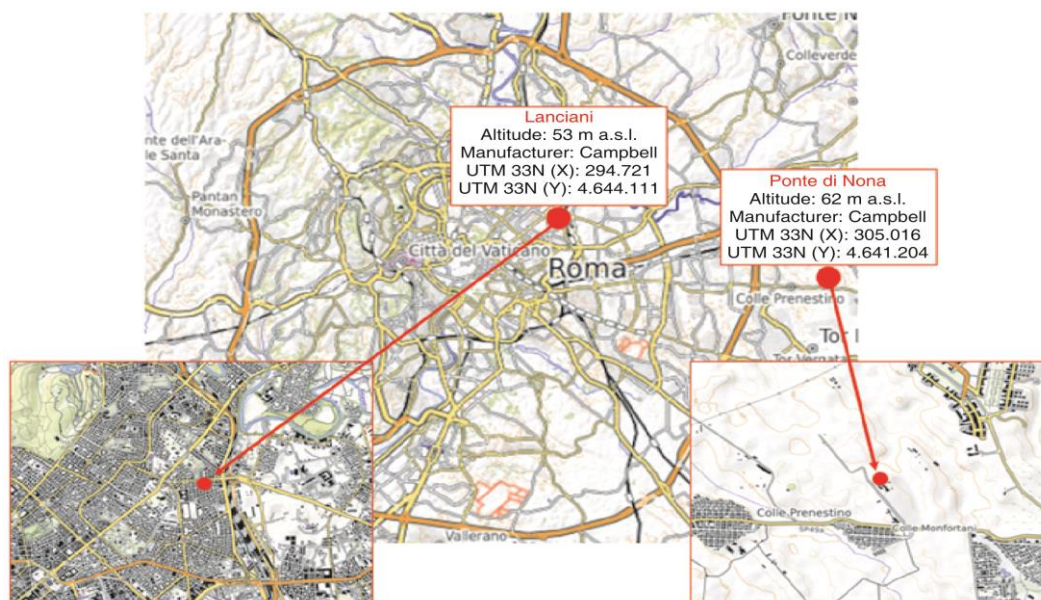 Fonte N
Colleverde
Lanciani
Altitude: 53 m a.s.l.
Manufacturer: Campbell
UTM 33N (X): 294.721
UTM 33N (Y): 4.644.111
nte dell'Ara-
le Santa
Pantan
Monastero
Ponte di Nona
Altitude: 62 m a.s.l.
Manufacturer: Campbell
UTM 33N (X): 305.016
UTM 33N (Y): 4.641.204
Città del Vaticano
Roma
Colle Prenestino
Tor
Tor Vergata
Vallerano
Colle Prenestino
Colle Monfortani